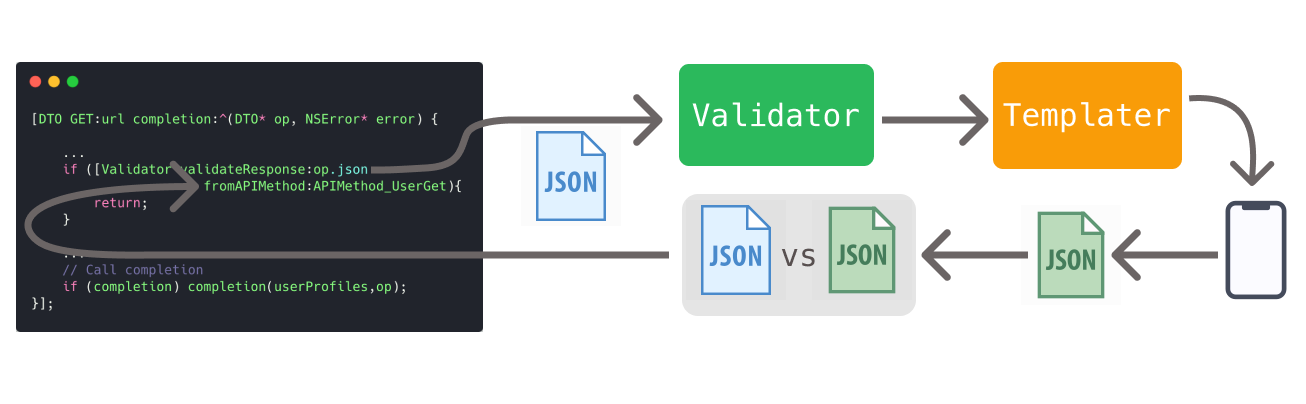 [DTO GET:url completion:^(DTO* op, NSError* error) {
...
if ([Validator validateResponse:op.json
fromAPIMethod:APIMethod_UserGet){
return;
}
...
// Call completion
if (completion) completion(userProfiles,op);
}];
JSON
Validator
Templater
JSON
vs
JSON
JSON